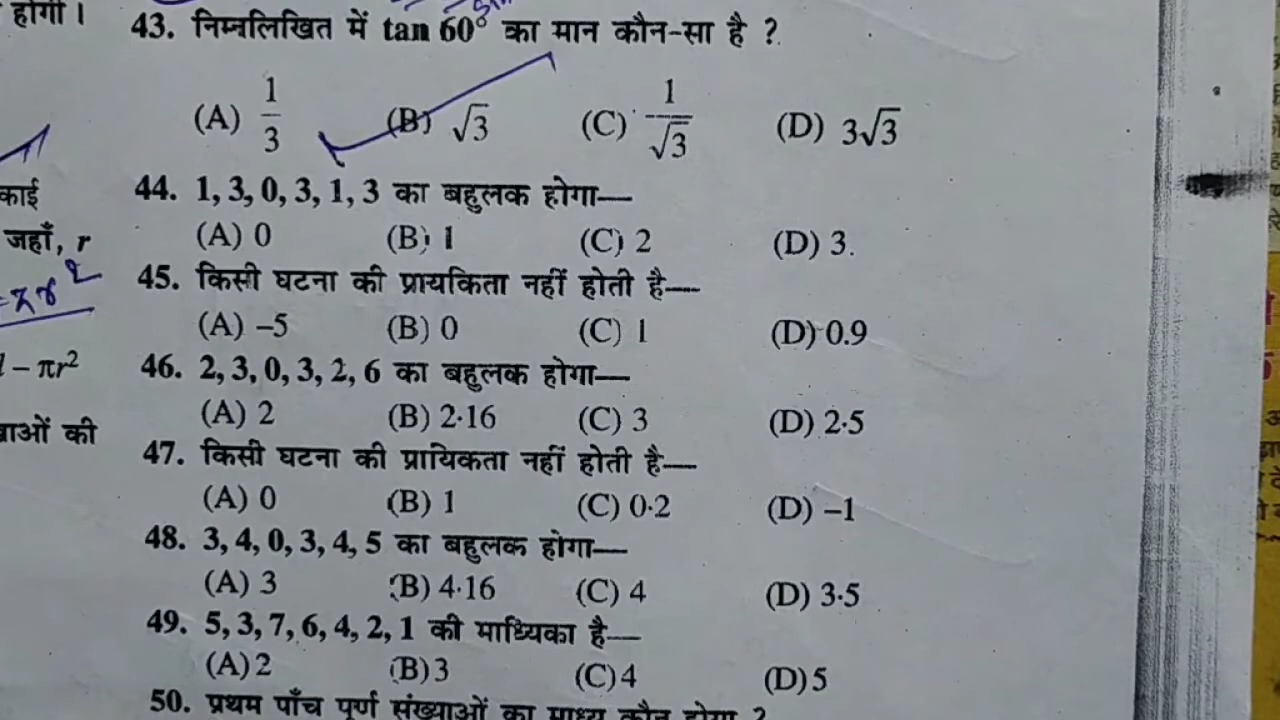 होगी ।
43. निम्नलिखित में tan 60° का मान कौन-सा है ?
(A) 1/3 (B) √3 (C) 1/√3 (D) 3√3
काई
44. 1, 3, 0, 3, 1, 3 का बहुलक होगा—
जहाँ, r
(A) 0 (B) 1 (C) 2 (D) 3.
45. किसी घटना की प्रायकिता नहीं होती है—
(A) –5 (B) 0 (C) 1 (D) 0.9
– πr²
46. 2, 3, 0, 3, 2, 6 का बहुलक होगा—
(A) 2 (B) 2·16 (C) 3 (D) 2·5
की
47. किसी घटना की प्रायिकता नहीं होती है—
(A) 0 (B) 1 (C) 0·2 (D) –1
48. 3, 4, 0, 3, 4, 5 का बहुलक होगा—
(A) 3 (B) 4·16 (C) 4 (D) 3·5
49. 5, 3, 7, 6, 4, 2, 1 की माध्यिका है—
(A) 2 (B) 3 (C) 4 (D) 5
50. प्रथम पाँच पूर्ण संख्याओं का माध्य कौन होगा ?